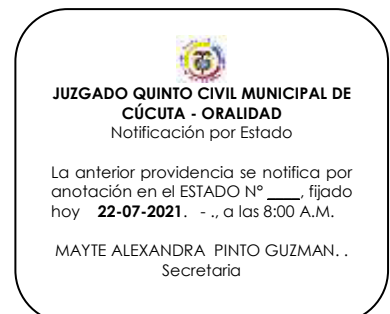 JUZGADO QUINTO CIVIL MUNICIPAL DE
CÚCUTA - ORALIDAD
Notificación por Estado
La anterior providencia se notifica por
anotación en el ESTADO N° ____, fijado
hoy 22-07-2021. - ., a las 8:00 A.M.
MAYTE ALEXANDRA PINTO GUZMAN. .
Secretaria